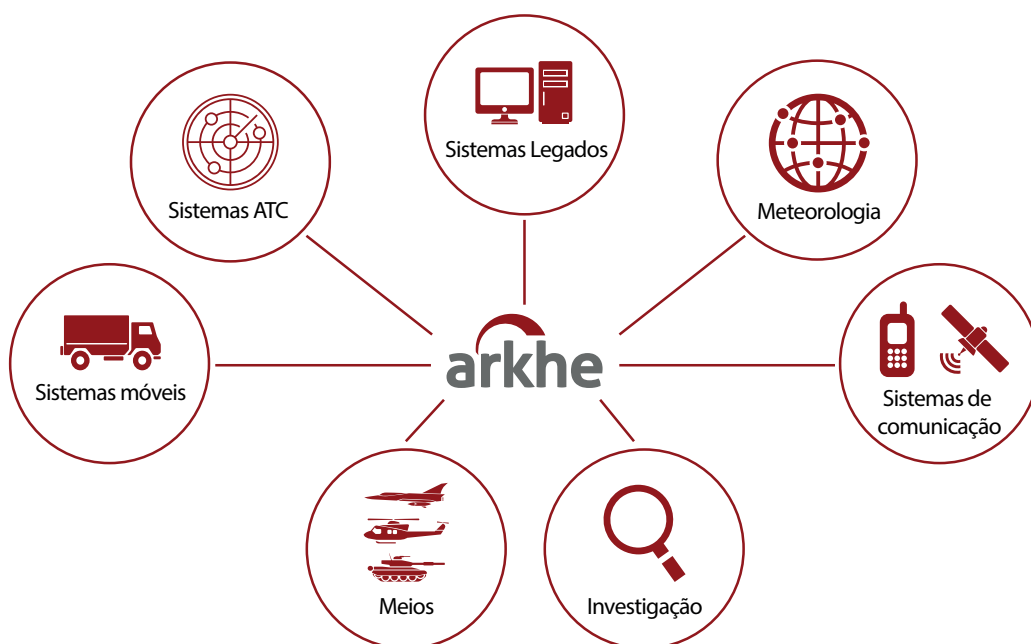 Sistemas Legados
Sistemas ATC
Meteorologia
Sistemas móveis
arkhe
Sistemas de
comunicação
Meios
Investigação